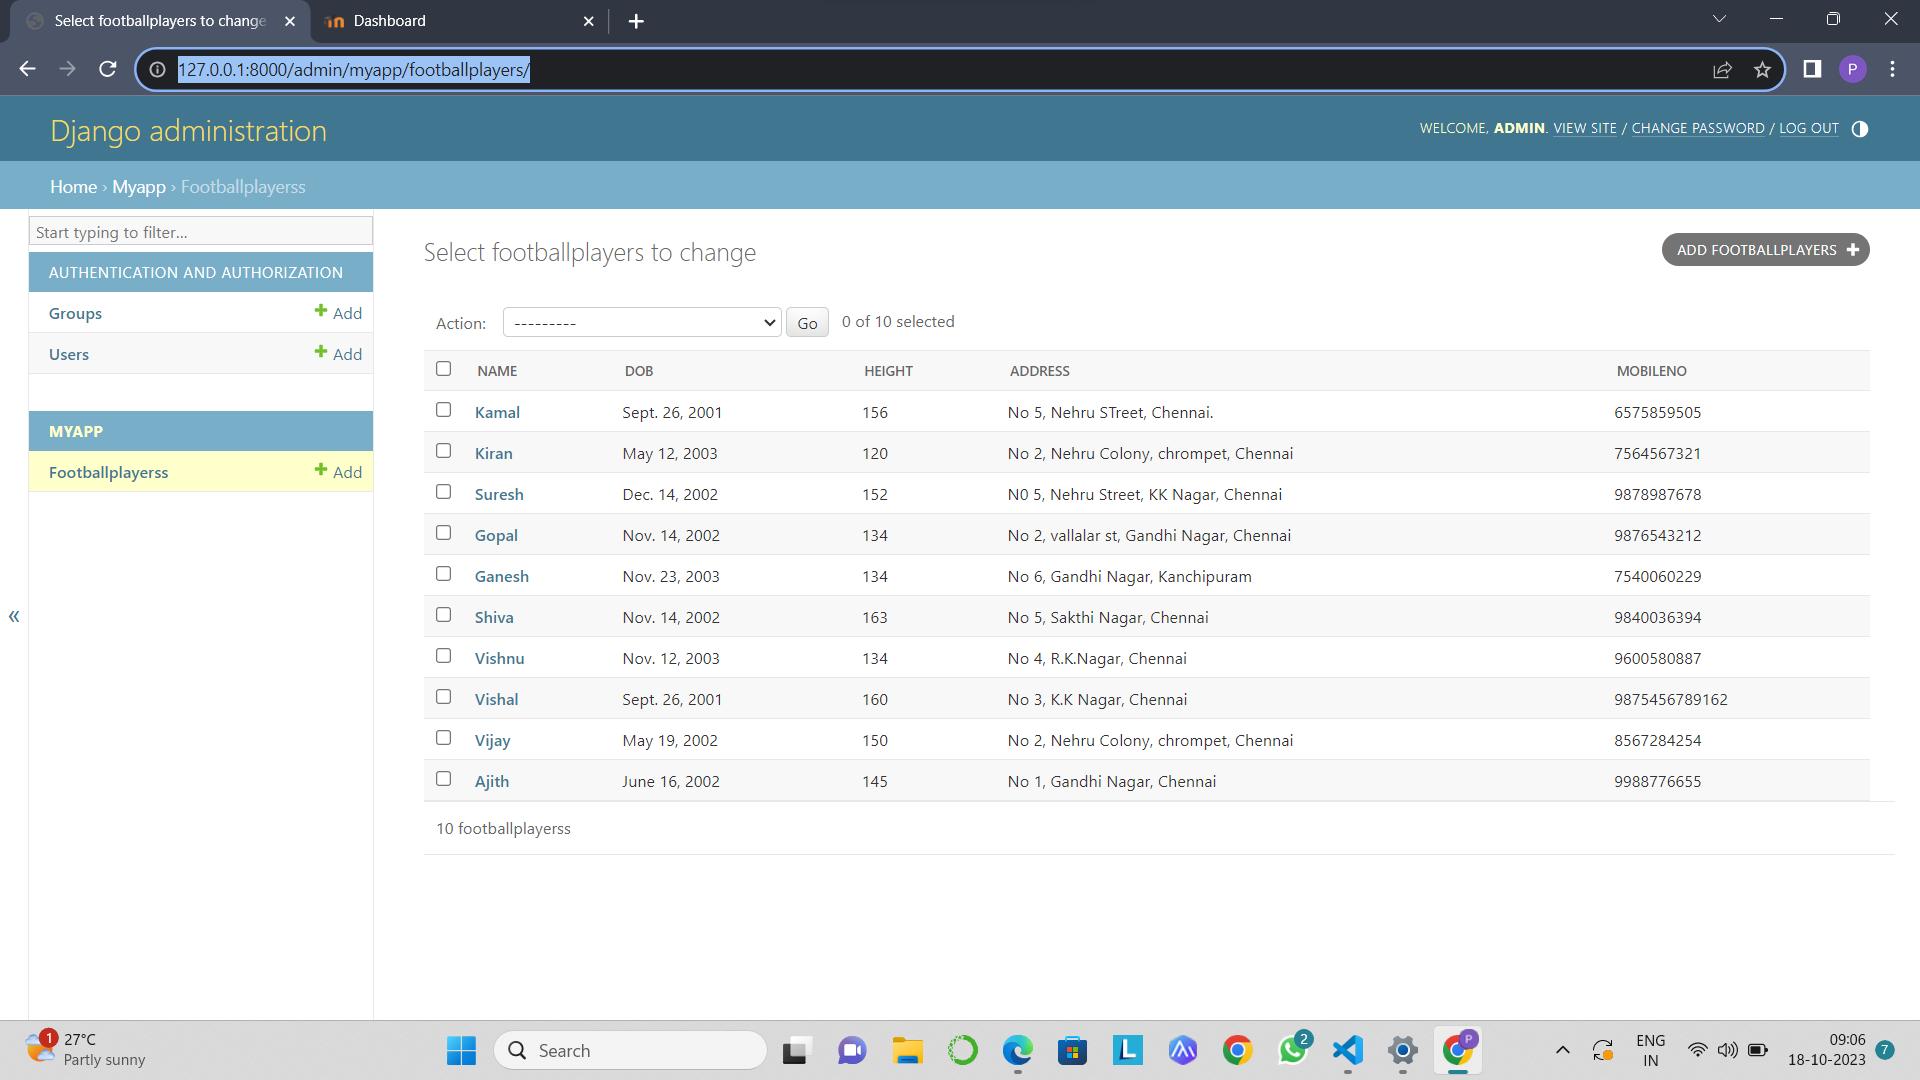 Select footballplayers to change
Dashboard
127.0.0.1:8000/admin/myapp/footballplayers/
P
Django administration
WELCOME, ADMIN. VIEW SITE / CHANGE PASSWORD / LOG OUT
Home › Myapp › Footballplayerss
Start typing to filter...
AUTHENTICATION AND AUTHORIZATION
Groups + Add
Users + Add
MYAPP
Footballplayerss + Add
«
Select footballplayers to change
ADD FOOTBALLPLAYERS +
Action: --------- Go 0 of 10 selected
NAME DOB HEIGHT ADDRESS MOBILENO
Kamal Sept. 26, 2001 156 No 5, Nehru STreet, Chennai. 6575859505
Kiran May 12, 2003 120 No 2, Nehru Colony, chrompet, Chennai 7564567321
Suresh Dec. 14, 2002 152 N0 5, Nehru Street, KK Nagar, Chennai 9878987678
Gopal Nov. 14, 2002 134 No 2, vallalar st, Gandhi Nagar, Chennai 9876543212
Ganesh Nov. 23, 2003 134 No 6, Gandhi Nagar, Kanchipuram 7540060229
Shiva Nov. 14, 2002 163 No 5, Sakthi Nagar, Chennai 9840036394
Vishnu Nov. 12, 2003 134 No 4, R.K.Nagar, Chennai 9600580887
Vishal Sept. 26, 2001 160 No 3, K.K Nagar, Chennai 9875456789162
Vijay May 19, 2002 150 No 2, Nehru Colony, chrompet, Chennai 8567284254
Ajith June 16, 2002 145 No 1, Gandhi Nagar, Chennai 9988776655
10 footballplayerss
1
27°C
Partly sunny
Search
L
2
P
ENG
IN
09:06
18-10-2023
7